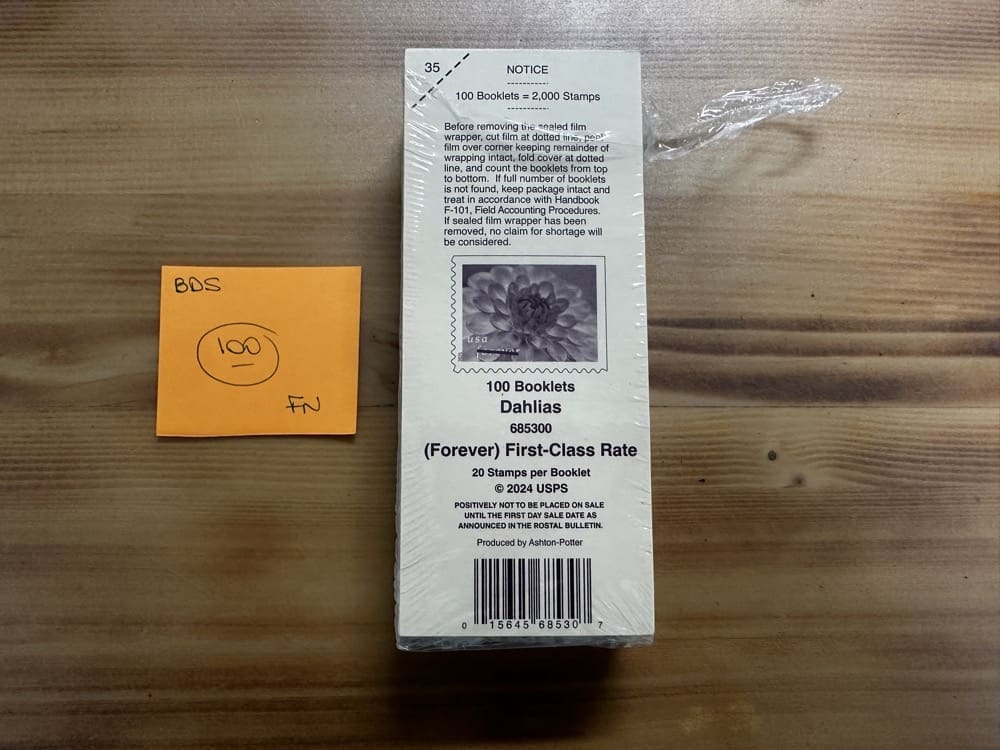 35
NOTICE
100 Booklets = 2,000 Stamps
Before removing the sealed film
wrapper, cut film at dotted line, peel
film over corner keeping remainder of
wrapping intact, fold cover at dotted
line, and count the booklets from top
to bottom. If full number of booklets
is not found, keep package intact and
treat in accordance with Handbook
F-101, Field Accounting Procedures.
If sealed film wrapper has been
removed, no claim for shortage will
be considered.
usa
100 Booklets
Dahlias
685300
(Forever) First-Class Rate
20 Stamps per Booklet
© 2024 USPS
POSITIVELY NOT TO BE PLACED ON SALE
UNTIL THE FIRST DAY SALE DATE AS
ANNOUNCED IN THE ROSTAL BULLETIN.
Produced by Ashton-Potter
0 15645 68530 7
BDS
100
FN